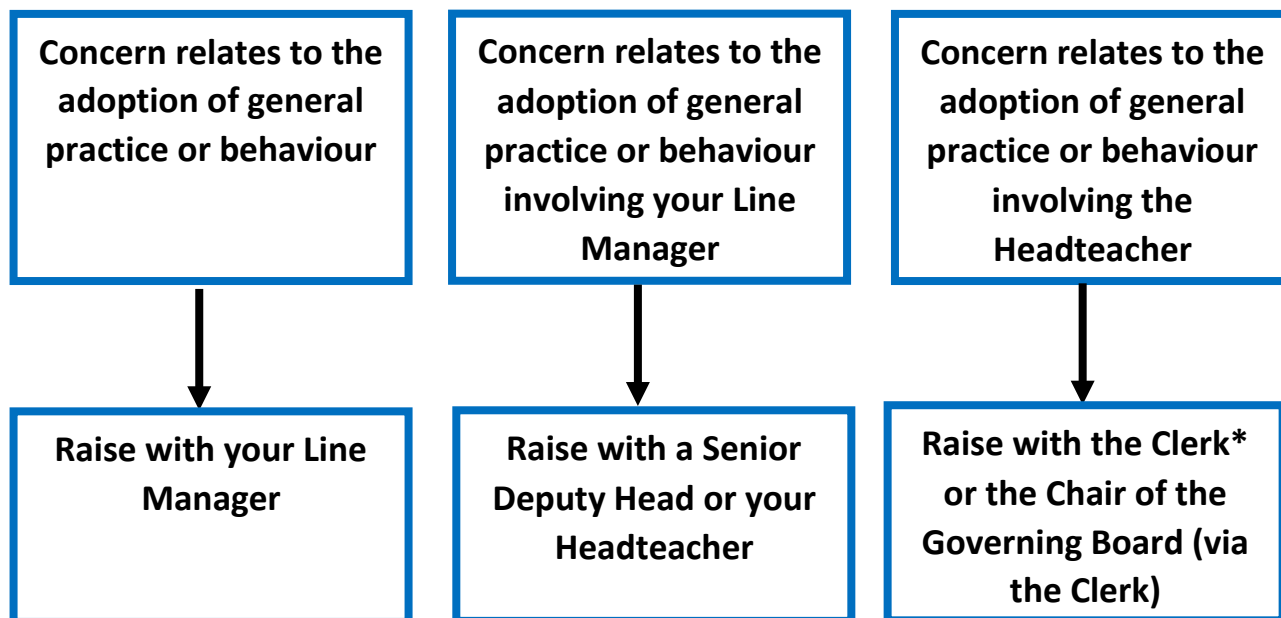 Concern relates to the
adoption of general
practice or behaviour
Concern relates to the
adoption of general
practice or behaviour
involving your Line
Manager
Concern relates to the
adoption of general
practice or behaviour
involving the
Headteacher
Raise with your Line
Manager
Raise with a Senior
Deputy Head or your
Headteacher
Raise with the Clerk*
or the Chair of the
Governing Board (via
the Clerk)